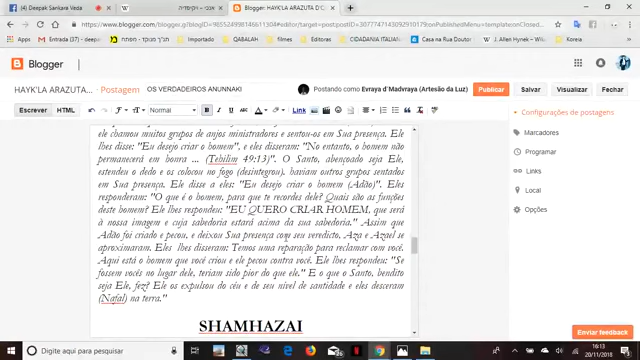 Deepak Sankara Veda
אנוכי - ויקיפדיה
HAYK'LA ARAZUTA D
https://www.blogger.com/blogger.g?blogID=
Apps
Entrada
Importado
QABALAH
filmes
Editoras
CIDADANIA ITALIAN
Casa na Rua Doutor
J. Allen Hynek – Wik
Blogger
HAYK'LA ARAZUTA... · Postagem
OS VERDADEIROS ANUNNAKI
Postando como Evraya d'Madvraya (Artesão da Luz)
Publicar
Salvar
Visualizar
Fechar
Escrever
HTML
Normal
Link
ele chamou muitos grupos de anjos ministradores e sentou-os em Sua presença. Ele
lhes disse: "Eu desejo criar o homem", e eles disseram: "No entanto, o homem não
permanecerá em honra ... (Tehilim 49:13)". O Santo, abençoado seja Ele,
estendeu o dedo e os colocou no fogo (desintegrou), haviam outros grupos sentados
em Sua presença. Ele disse a eles: "Eu desejo criar o homem (Adão)". Eles
responderam: "O que é o homem, para que te recordes dele? Quais são as funções
deste homem? Ele lhes respondeu: "EU QUERO CRIAR HOMEM, que será
à nossa imagem e cuja sabedoria estará acima da sua sabedoria." Assim que
Adão foi criado e pecou, e deixou Sua presença com seu veredicto, Aza e Azael se
aproximaram. Eles lhes disseram: Temos uma reparação para reclamar com você.
Aqui está o homem que você criou e ele pecou contra você. Ele lhes respondeu: "Se
fossem vocês no lugar dele, teriam sido pior do que ele." E o que o Santo, bendito
seja Ele, fez? Ele os expulsou do céu e de seu nível de santidade e eles desceram
(Nafal) na terra."
SHAMHAZAI
Configurações de postagens
Marcadores
Programar
Links
Local
Opções
Enviar feedback
Digite aqui para pesquisar
16:13
20/11/2018